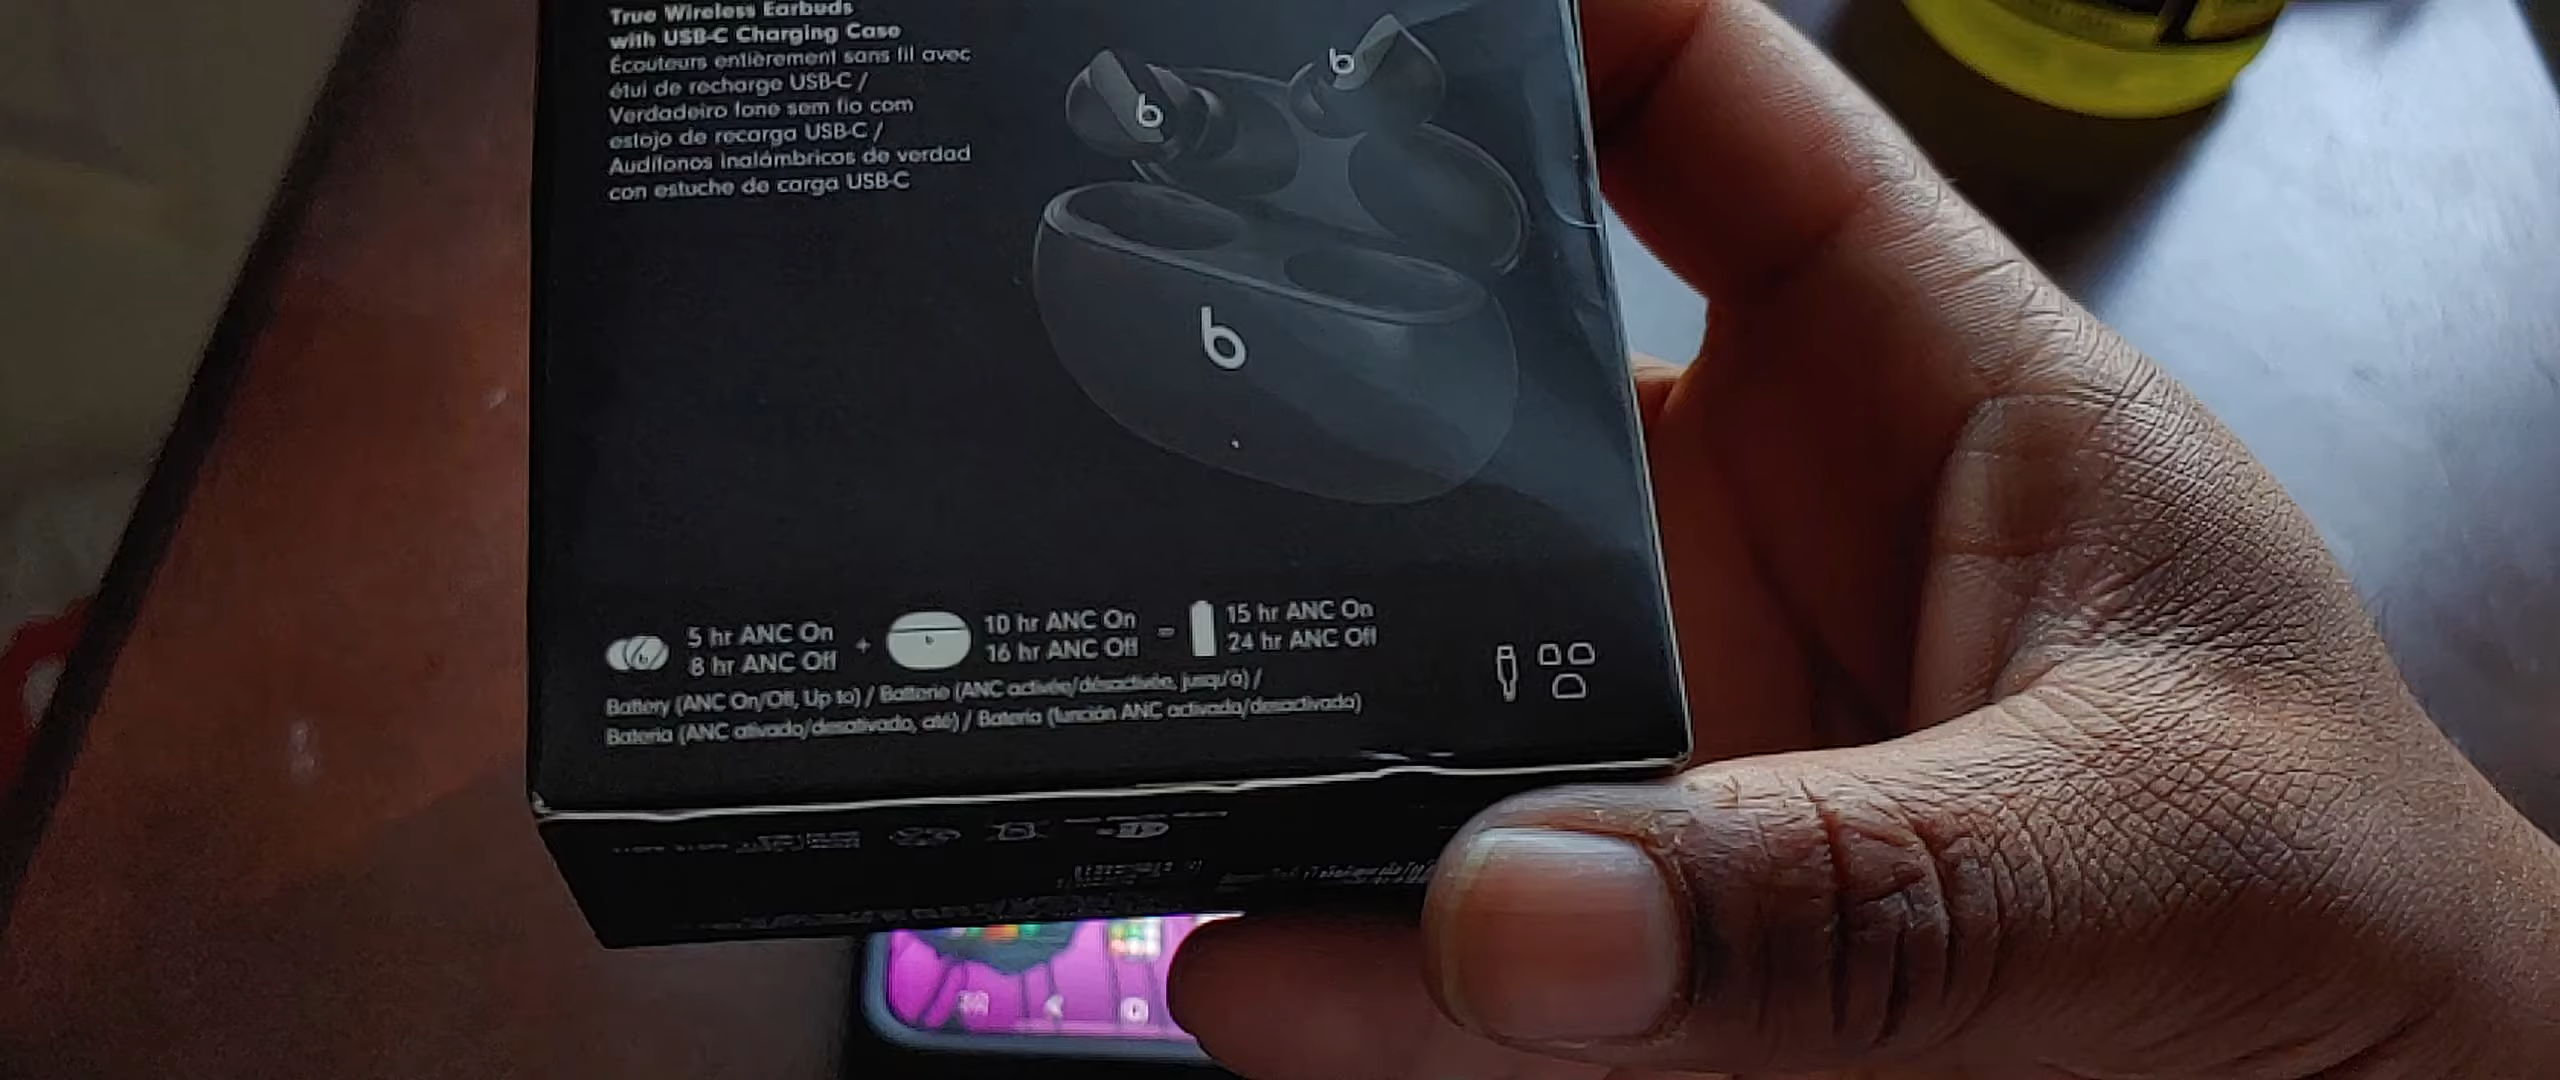 True Wireless Earbuds
with USB-C Charging Case
Écouteurs entièrement sans fil avec
étui de recharge USB-C /
Verdadeiro fone sem fio com
estojo de recarga USB-C /
Audífonos inalámbricos de verdad
con estuche de carga USB-C
b
b
b
5 hr ANC On
8 hr ANC Off
+
b
10 hr ANC On
16 hr ANC Off
=
15 hr ANC On
24 hr ANC Off
Battery (ANC On/Off, Up to) / Batterie (ANC activée/désactivée, jusqu'à) /
Bateria (ANC ativado/desativado, até) / Batería (función ANC activada/desactivada)